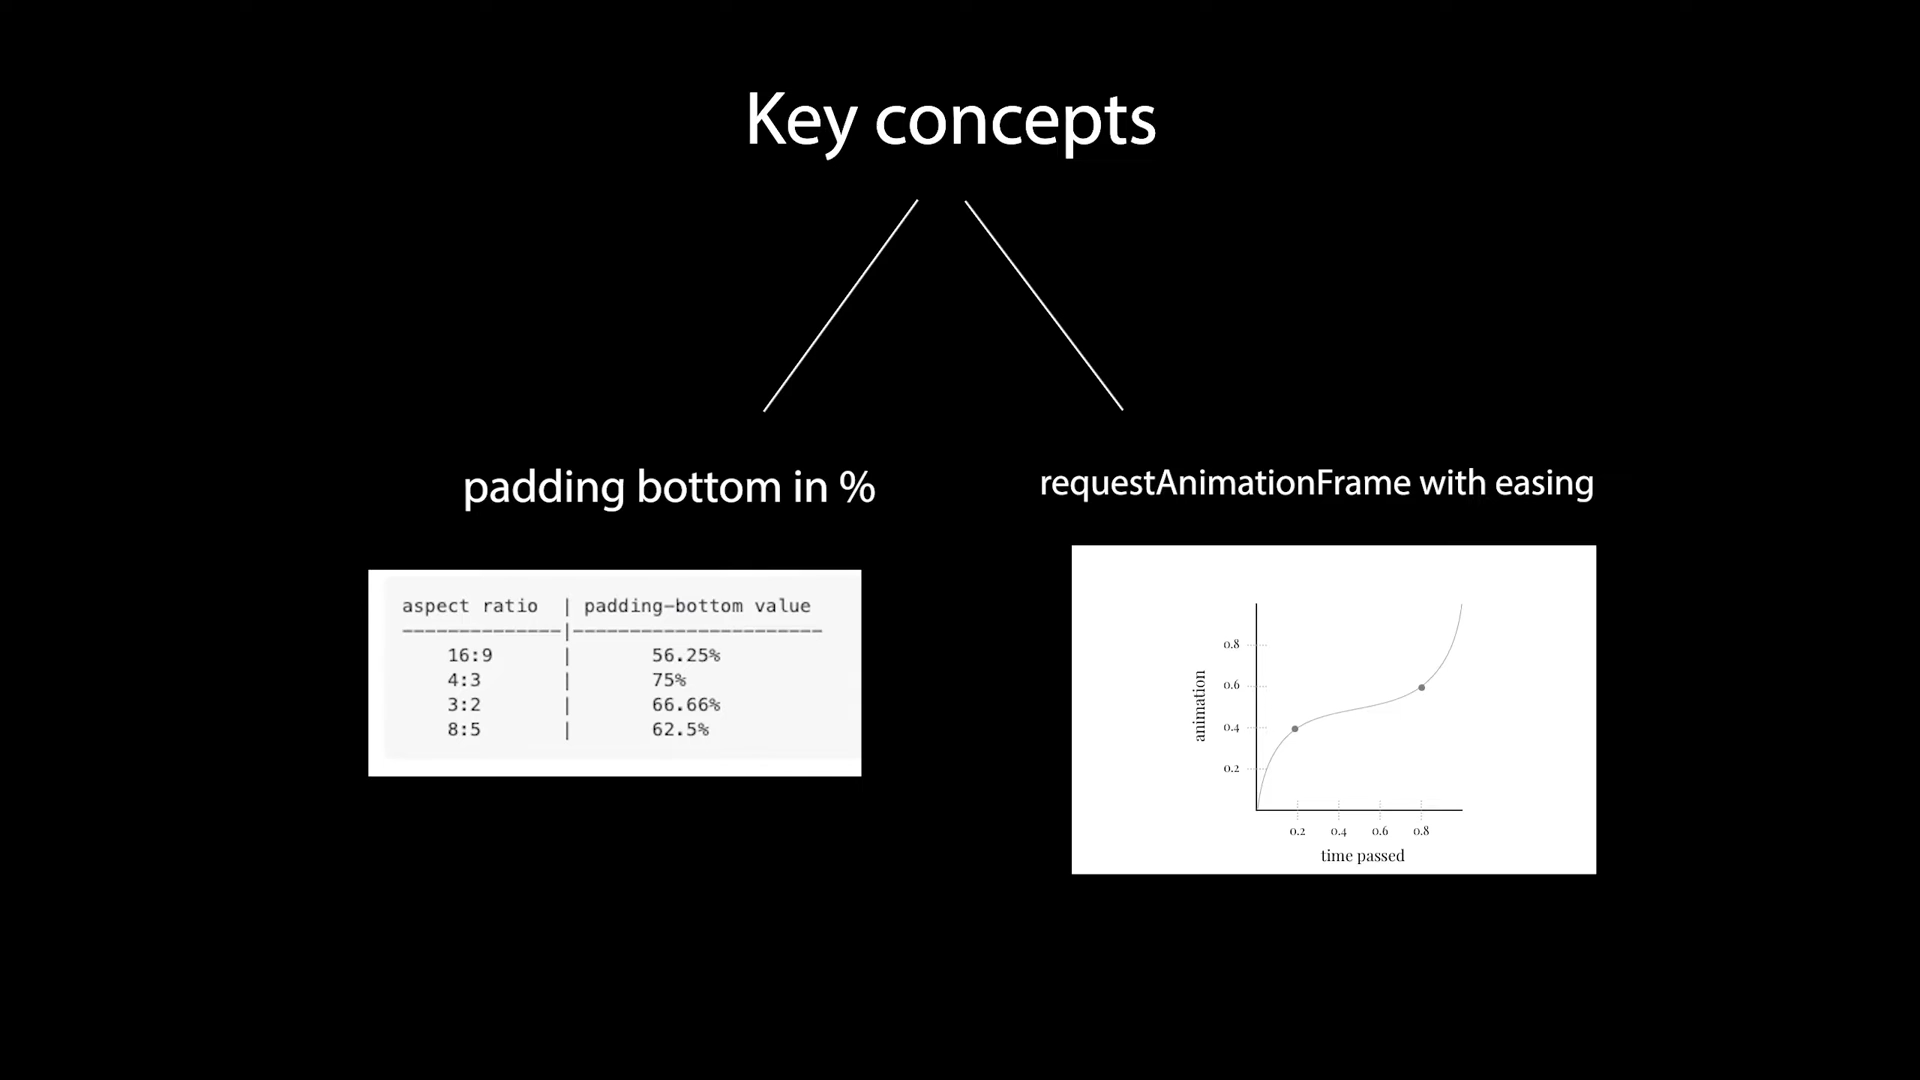 Key concepts
padding bottom in %
requestAnimationFrame with easing
aspect ratio | padding-bottom value
--------------|----------------------
16:9 | 56.25%
4:3 | 75%
3:2 | 66.66%
8:5 | 62.5%
animation
0.8
0.6
0.4
0.2
0.2 0.4 0.6 0.8
time passed